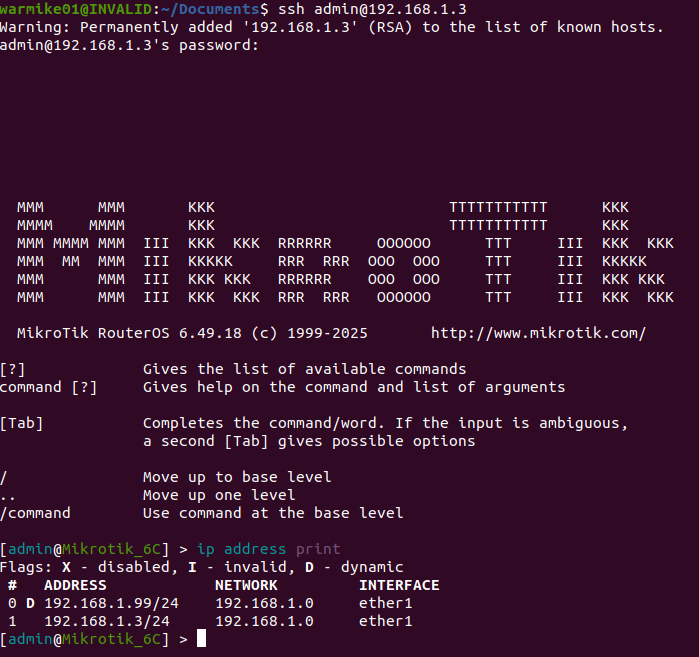 warmike01@INVALID:~/Documents$ ssh admin@192.168.1.3
Warning: Permanently added '192.168.1.3' (RSA) to the list of known hosts.
admin@192.168.1.3's password:
  MMM      MMM       KKK                          TTTTTTTTTTT      KKK
  MMMM    MMMM       KKK                          TTTTTTTTTTT      KKK
  MMM MMMM MMM  III  KKK  KKK  RRRRRR     OOOOOO      TTT     III  KKK  KKK
  MMM  MM  MMM  III  KKKKK     RRR  RRR  OOO  OOO     TTT     III  KKKKK
  MMM      MMM  III  KKK KKK   RRRRRR    OOO  OOO     TTT     III  KKK KKK
  MMM      MMM  III  KKK  KKK  RRR  RRR   OOOOOO      TTT     III  KKK  KKK
  MikroTik RouterOS 6.49.18 (c) 1999-2025       http://www.mikrotik.com/
[?]             Gives the list of available commands
command [?]     Gives help on the command and list of arguments
[Tab]           Completes the command/word. If the input is ambiguous,
                a second [Tab] gives possible options
/               Move up to base level
..              Move up one level
/command        Use command at the base level
[admin@Mikrotik_6C] > ip address print
Flags: X - disabled, I - invalid, D - dynamic
 #   ADDRESS            NETWORK         INTERFACE
 0 D 192.168.1.99/24    192.168.1.0     ether1
 1   192.168.1.3/24     192.168.1.0     ether1
[admin@Mikrotik_6C] >